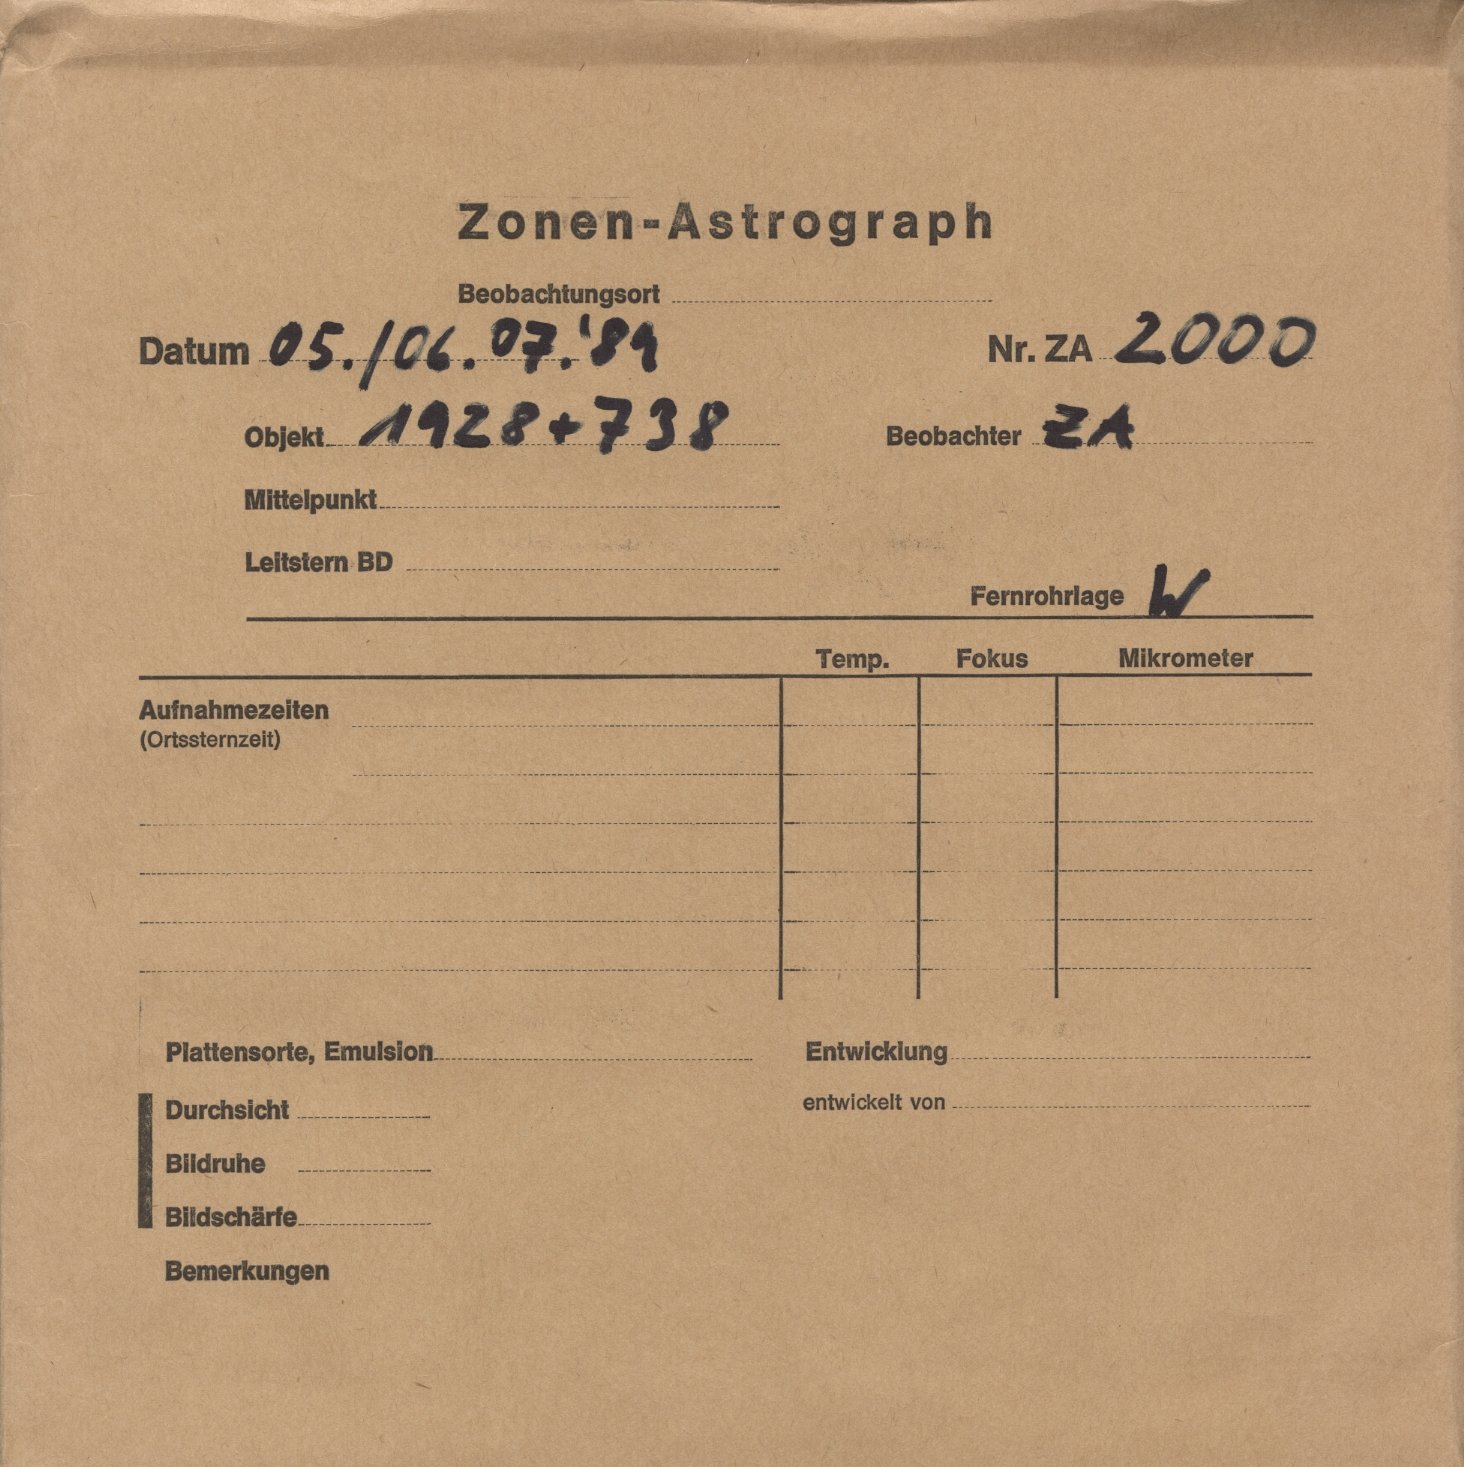 Zonen-Astrograph
Beobachtungsort
Datum 05./06.07.'89 Nr. ZA 2000
Objekt 1928+738 Beobachter ZA
Mittelpunkt
Leitstern BD
Fernrohrlage W
Temp. Fokus Mikrometer
Aufnahmezeiten
(Ortssternzeit)
Plattensorte, Emulsion Entwicklung
Durchsicht entwickelt von
Bildruhe
Bildschärfe
Bemerkungen